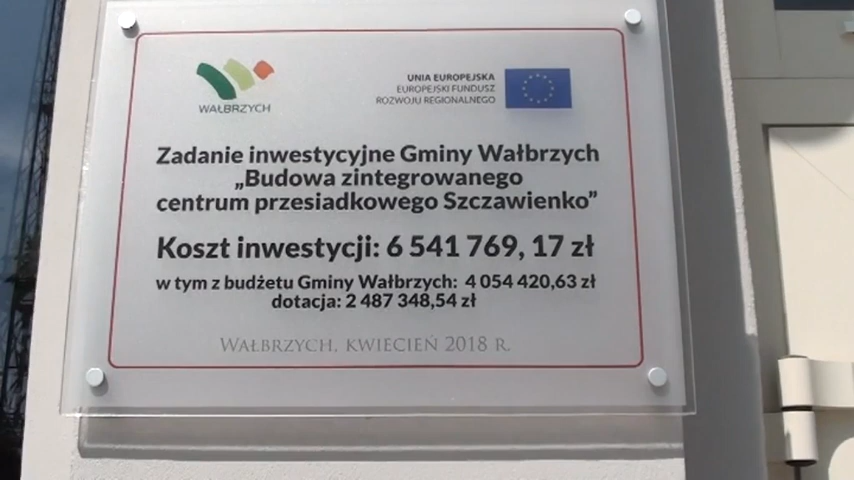 WAŁBRZYCH
UNIA EUROPEJSKA
EUROPEJSKI FUNDUSZ
ROZWOJU REGIONALNEGO
Zadanie inwestycyjne Gminy Wałbrzych
„Budowa zintegrowanego
centrum przesiadkowego Szczawienko”
Koszt inwestycji: 6 541 769, 17 zł
w tym z budżetu Gminy Wałbrzych: 4 054 420,63 zł
dotacja: 2 487 348,54 zł
WAŁBRZYCH, KWIECIEŃ 2018 R.